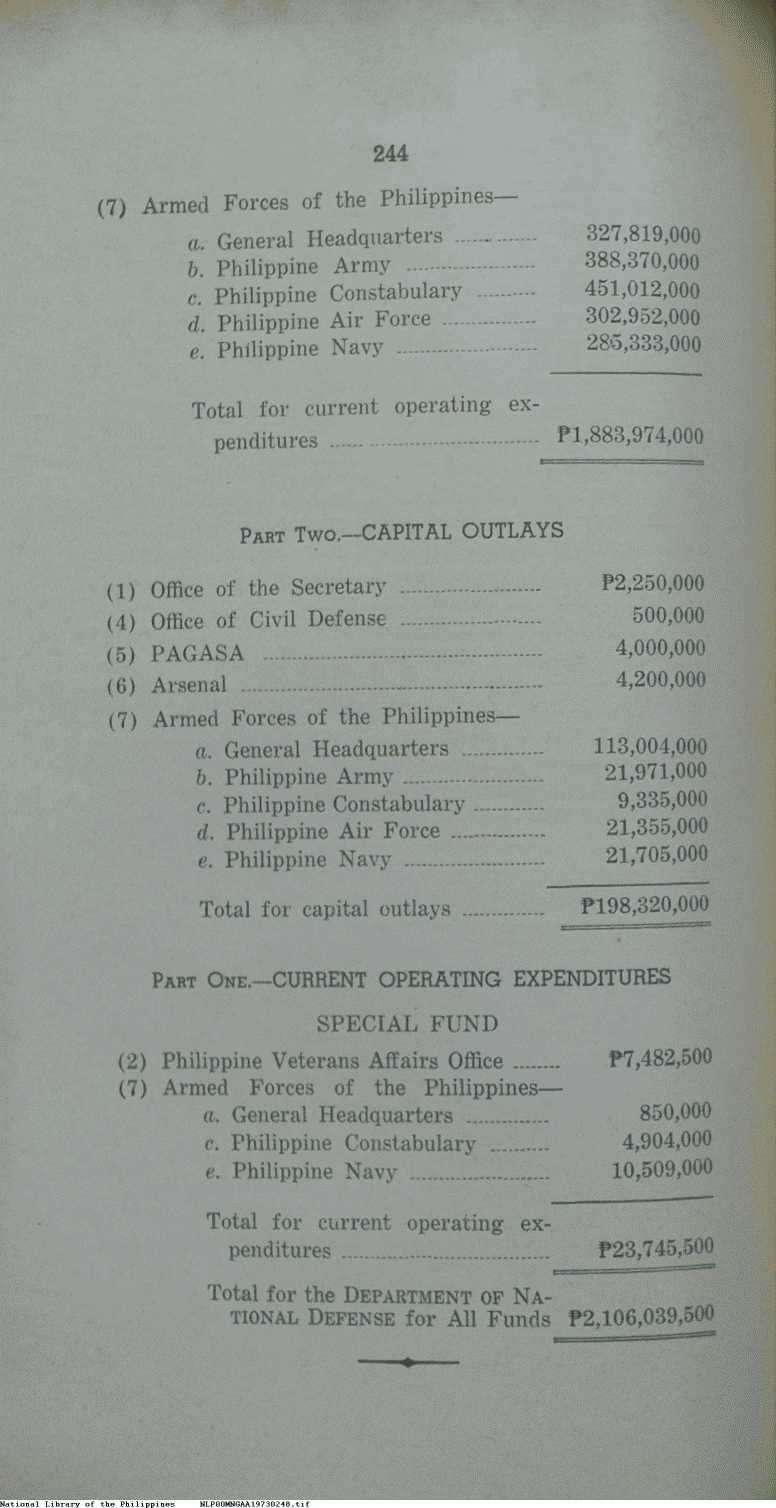 244
(7) Armed Forces of the Philippines—
a. General Headquarters ............... 327,819,000
b. Philippine Army ........................ 388,370,000
c. Philippine Constabulary ........... 451,012,000
d. Philippine Air Force ................. 302,952,000
e. Philippine Navy .......................... 285,333,000
Total for current operating ex-
penditures ....................................... ₱1,883,974,000
PART TWO.—CAPITAL OUTLAYS
(1) Office of the Secretary ......................... ₱2,250,000
(4) Office of Civil Defense ......................... 500,000
(5) PAGASA .................................................. 4,000,000
(6) Arsenal ...................................................... 4,200,000
(7) Armed Forces of the Philippines—
a. General Headquarters ............... 113,004,000
b. Philippine Army .......................... 21,971,000
c. Philippine Constabulary ............. 9,335,000
d. Philippine Air Force ................. 21,355,000
e. Philippine Navy .......................... 21,705,000
Total for capital outlays ............... ₱198,320,000
PART ONE.—CURRENT OPERATING EXPENDITURES
SPECIAL FUND
(2) Philippine Veterans Affairs Office ........ ₱7,482,500
(7) Armed Forces of the Philippines—
a. General Headquarters ............... 850,000
c. Philippine Constabulary ........... 4,904,000
e. Philippine Navy .......................... 10,509,000
Total for current operating ex-
penditures ...................................... ₱23,745,500
Total for the DEPARTMENT OF NA-
TIONAL DEFENSE for All Funds ₱2,106,039,500
National Library of the Philippines NLP00MNGAA19730248.tif